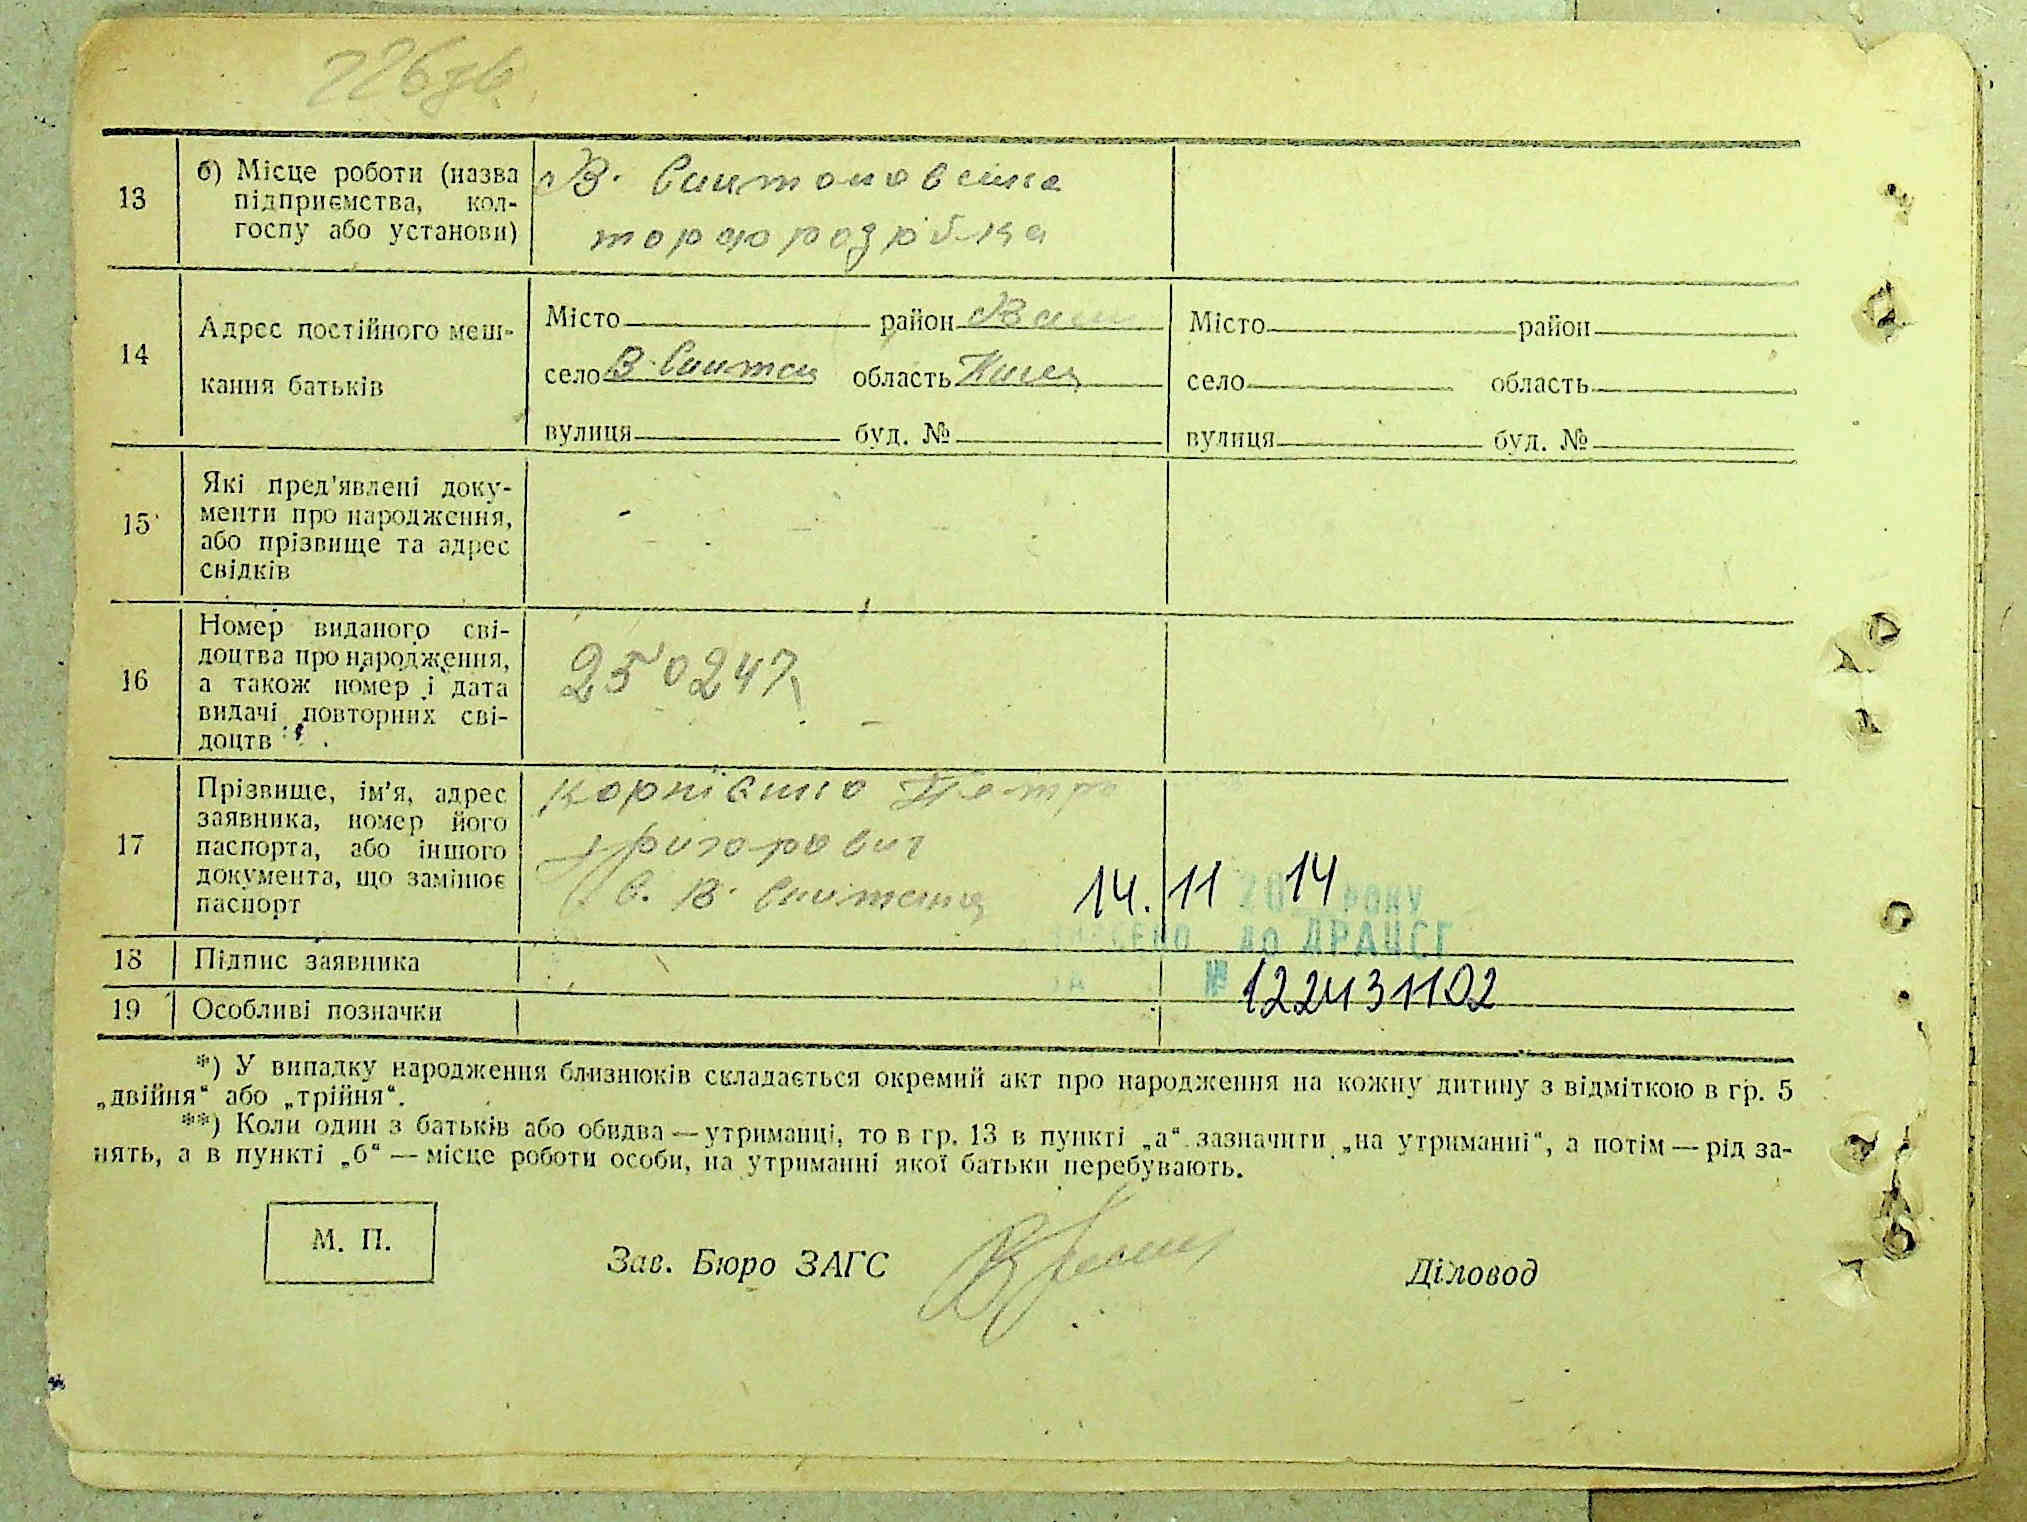 226зв.
13
б) Місце роботи (назва
підприємства, кол-
госпу або установи)
В.
торфорозробка
14
Адрес постійного меш-
кання батьків
Місто район
село В. область
вулиця буд. №
Місто район
село область
вулиця буд. №
15
Які пред'явлені доку-
менти про народження,
або прізвище та адрес
свідків
16
Номер виданого сві-
доцтва про народження,
а також номер і дата
видачі повторних сві-
доцтв
250247
17
Прізвище, ім'я, адрес
заявника, номер його
паспорта, або іншого
документа, що замінює
паспорт
Корнієнко Петро
Григорович
с. В.
14. 11 2014 РОКУ
ВНЕСЕНО ДО ДРАЦСГ
ЗА № 122431102
18
Підпис заявника
19
Особливі позначки
*) У випадку народження близнюків складається окремий акт про народження на кожну дитину з відміткою в гр. 5
„двійня“ або „трійня“.
**) Коли один з батьків або обидва — утриманці, то в гр. 13 в пункті „а“ зазначити „на утриманні“, а потім — рід за-
нять, а в пункті „б“ — місце роботи особи, на утриманні якої батьки перебувають.
М. П.
Зав. Бюро ЗАГС
Діловод